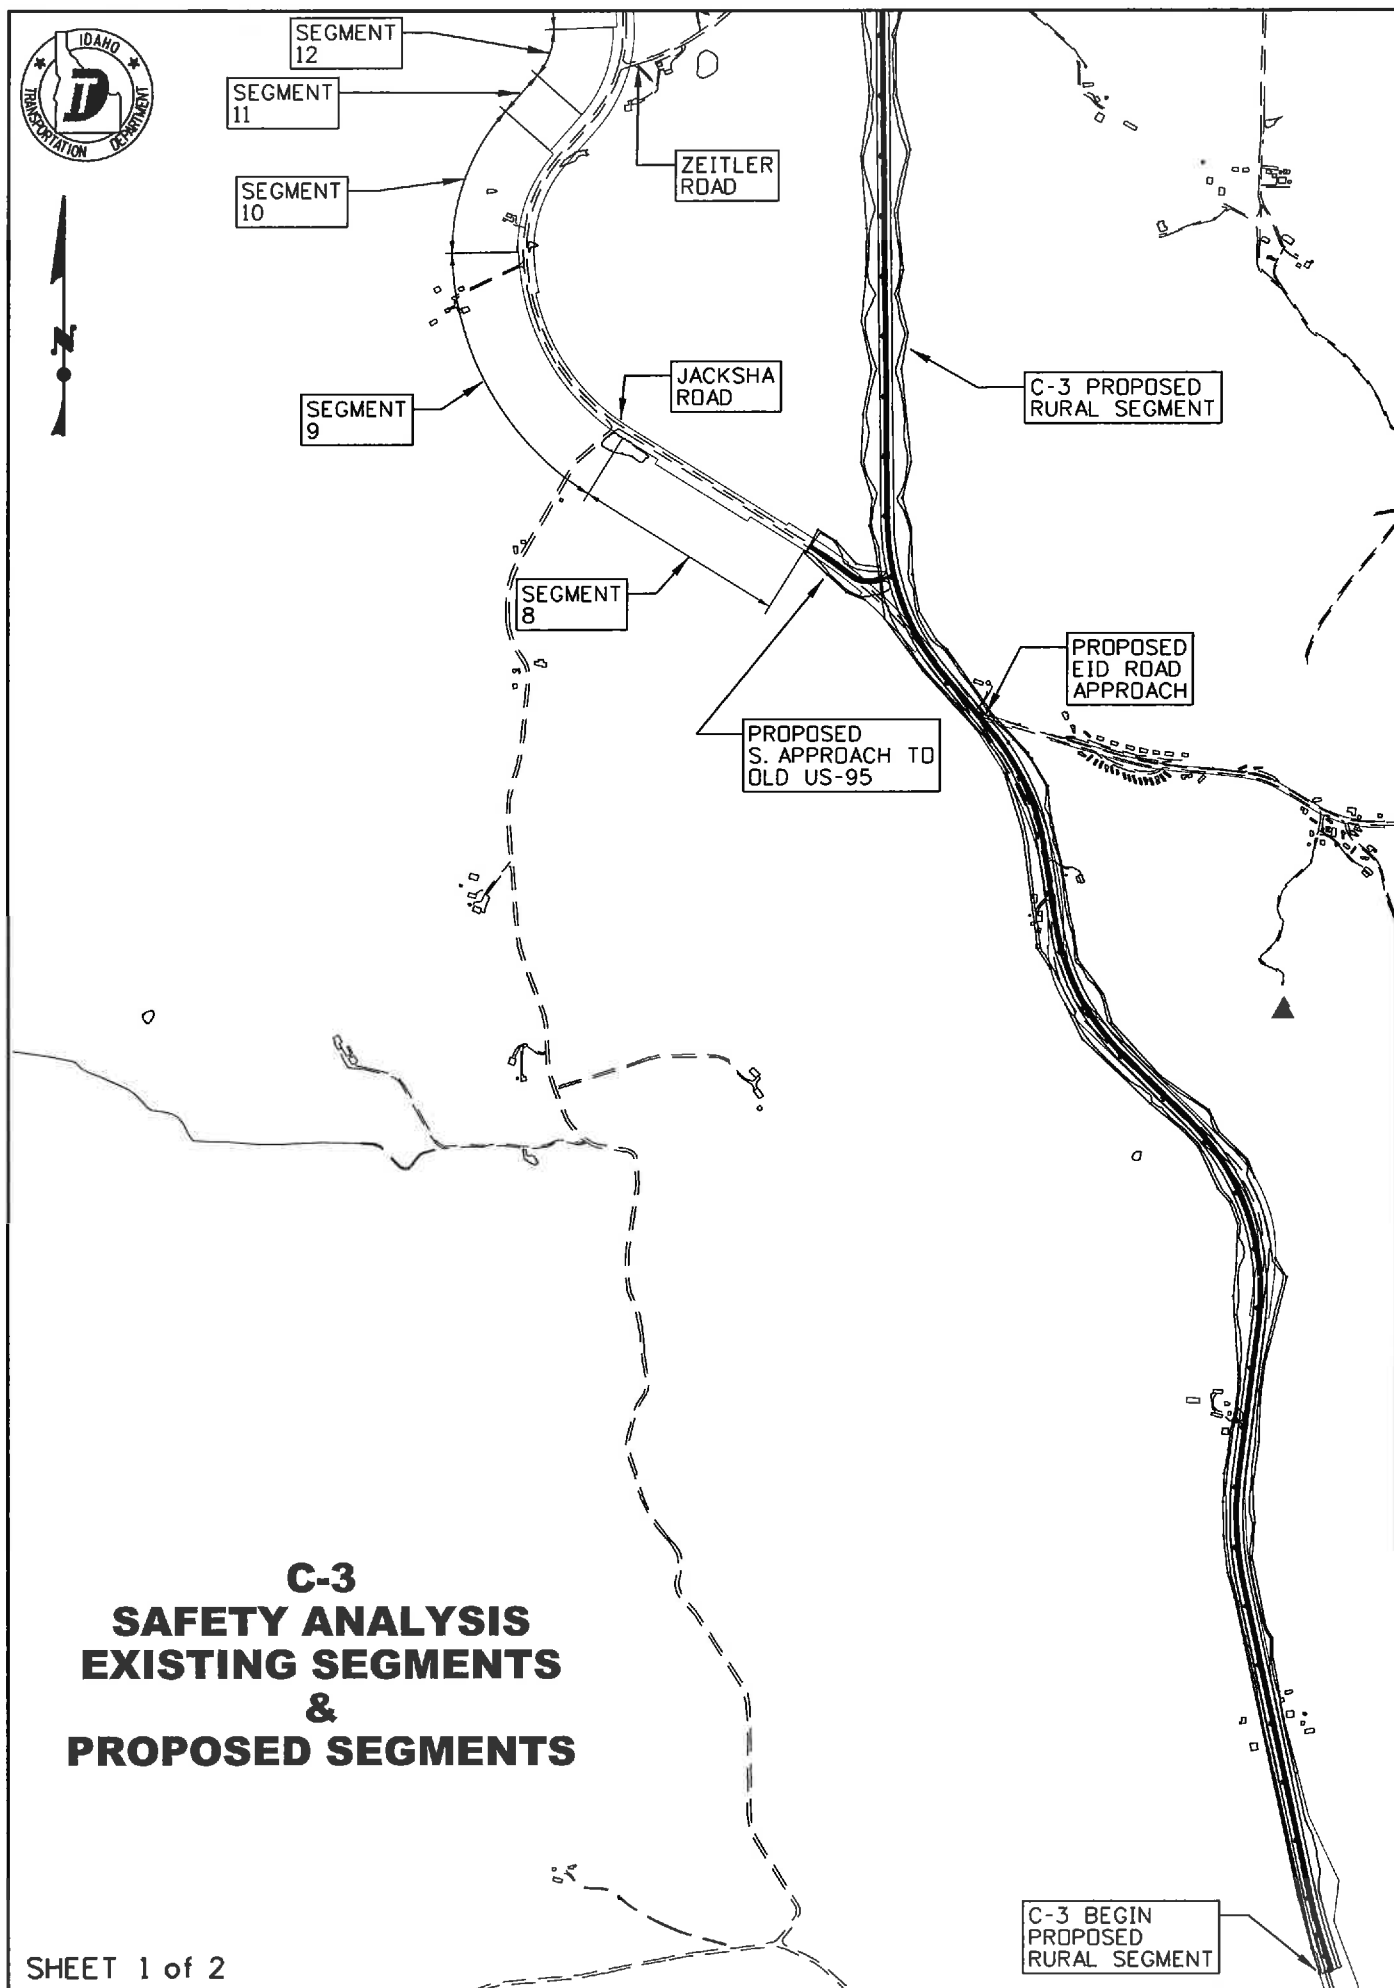 IDAHO
TRANSPORTATION DEPARTMENT
SEGMENT
12
SEGMENT
11
SEGMENT
10
ZEITLER
ROAD
N
JACKSHA
ROAD
C-3 PROPOSED
RURAL SEGMENT
SEGMENT
9
SEGMENT
8
PROPOSED
EID ROAD
APPROACH
PROPOSED
S. APPROACH TO
OLD US-95
C-3
SAFETY ANALYSIS
EXISTING SEGMENTS
&
PROPOSED SEGMENTS
C-3 BEGIN
PROPOSED
RURAL SEGMENT
SHEET 1 of 2